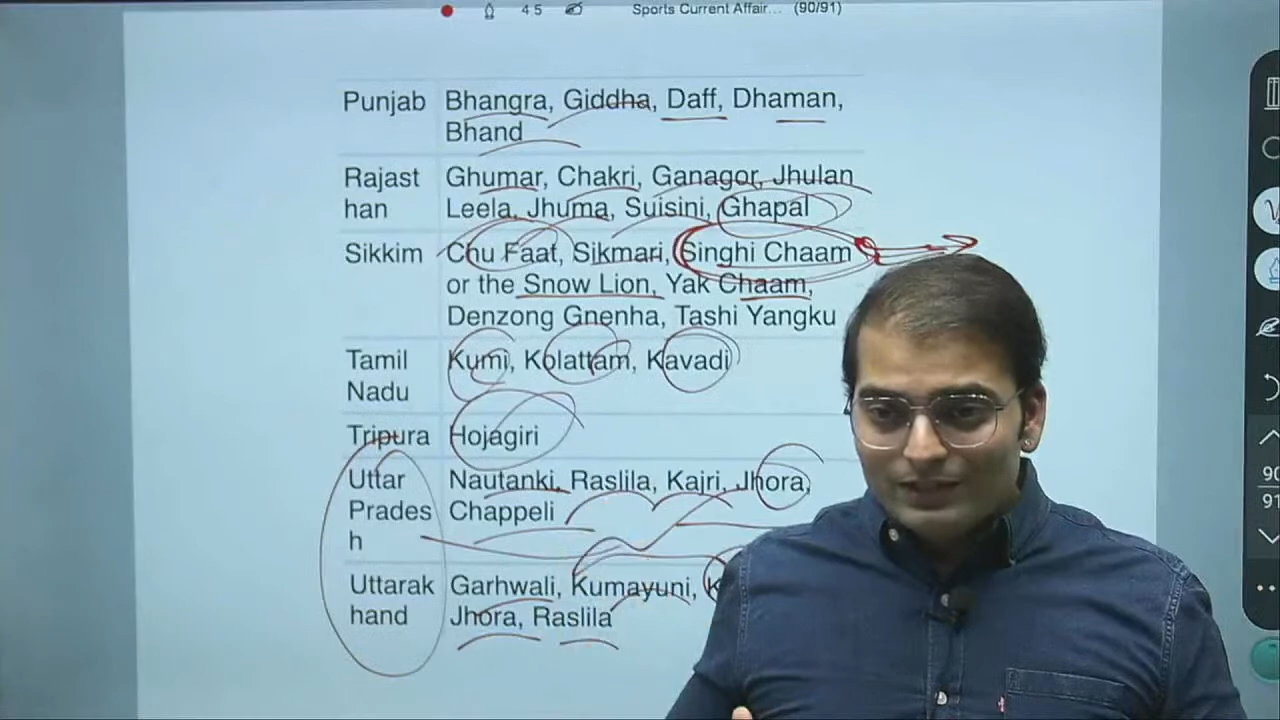 45 Sports Current Affair... (90/91)
Punjab Bhangra, Giddha, Daff, Dhaman,
Bhand
Rajast Ghumar, Chakri, Ganagor, Jhulan
han Leela, Jhuma, Suisini, Ghapal
Sikkim Chu Faat, Sikmari, Singhi Chaam
or the Snow Lion, Yak Chaam,
Denzong Gnenha, Tashi Yangku
Tamil Kumi, Kolattam, Kavadi
Nadu
Tripura Hojagiri
Uttar Nautanki, Raslila, Kajri, Jhora,
Prades Chappeli
h
Uttarak Garhwali, Kumayuni,
hand Jhora, Raslila
90
91